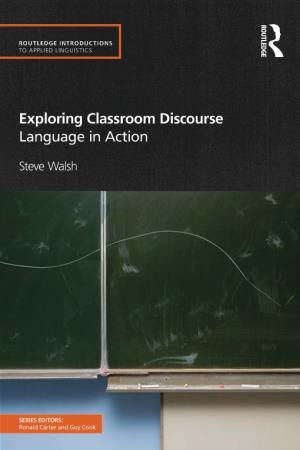 ROUTLEDGE INTRODUCTIONS
TO APPLIED LINGUISTICS
ROUTLEDGE
Exploring Classroom Discourse
Language in Action
Steve Walsh
SERIES EDITORS:
Ronald Carter and Guy Cook